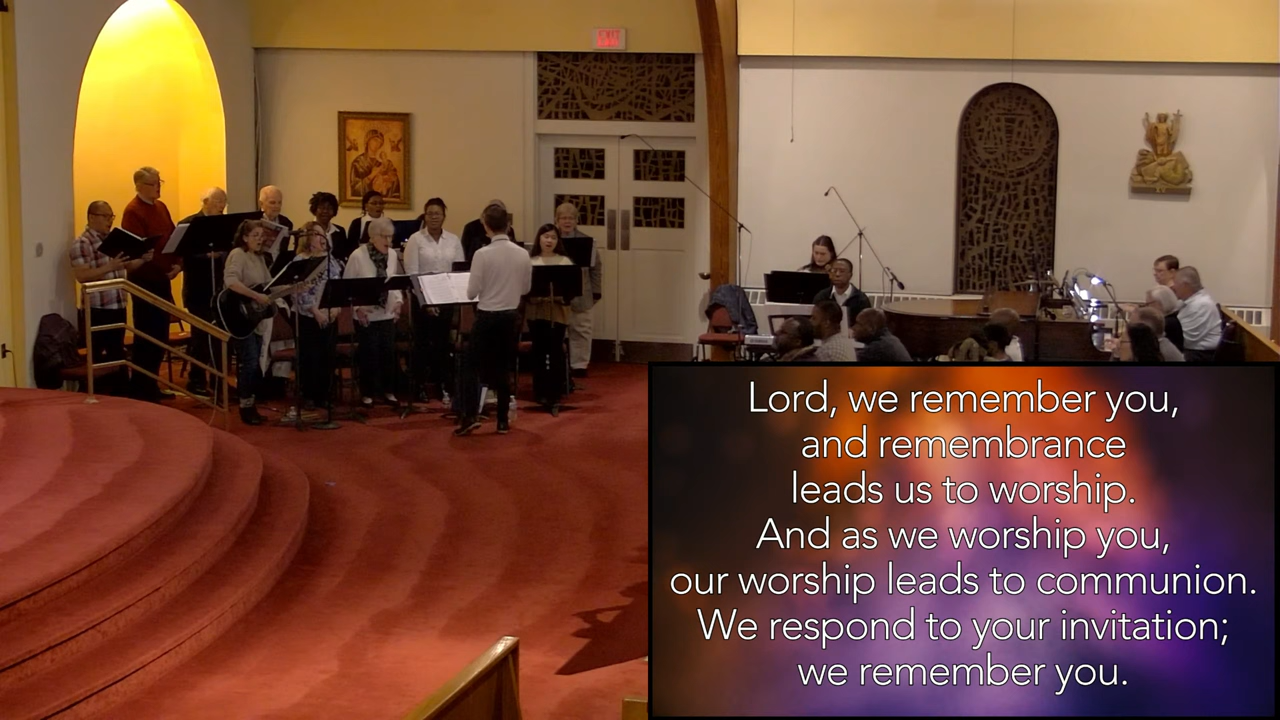 EXIT
Lord, we remember you,
and remembrance
leads us to worship.
And as we worship you,
our worship leads to communion.
We respond to your invitation;
we remember you.